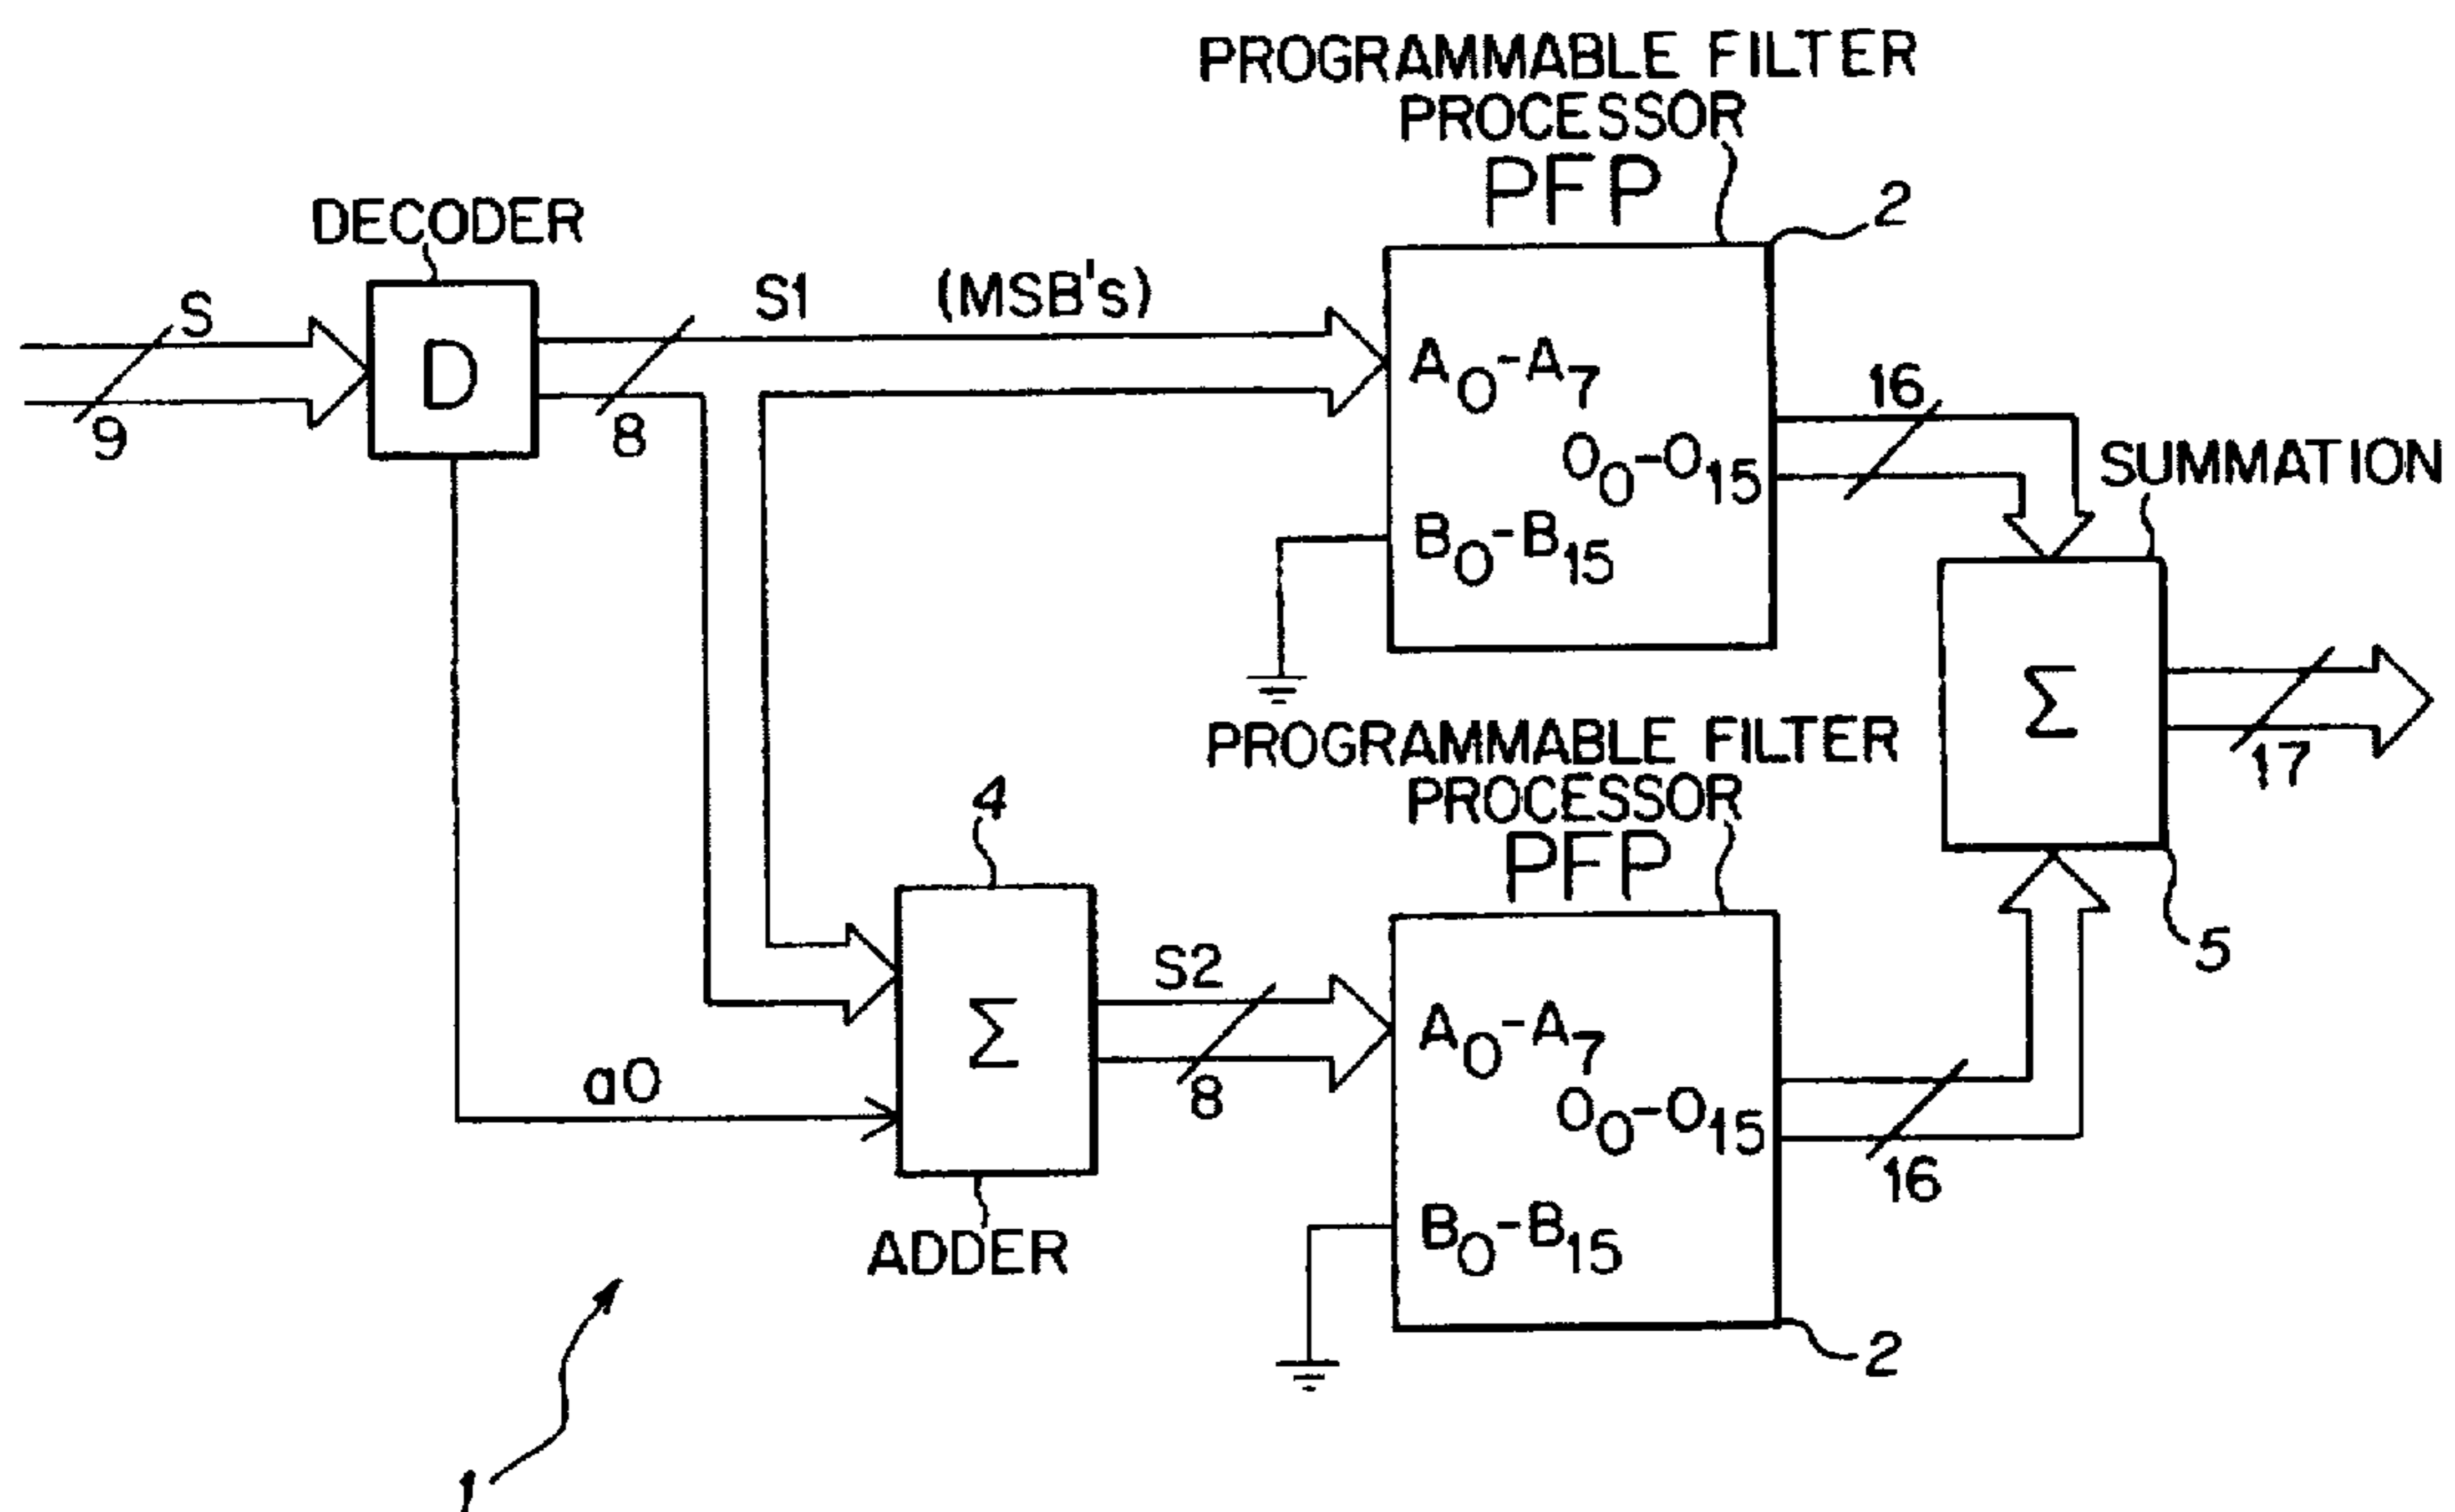 PROGRAMMABLE FILTER
PROCESSOR
PFP
2
DECODER
S
9
D
S1 (MSB's)
8
A0-A7
O0-O15
B0-B15
16
SUMMATION
Σ
17
5
PROGRAMMABLE FILTER
PROCESSOR
PFP
4
Σ
ADDER
a0
S2
8
A0-A7
O0-O15
B0-B15
16
2
1